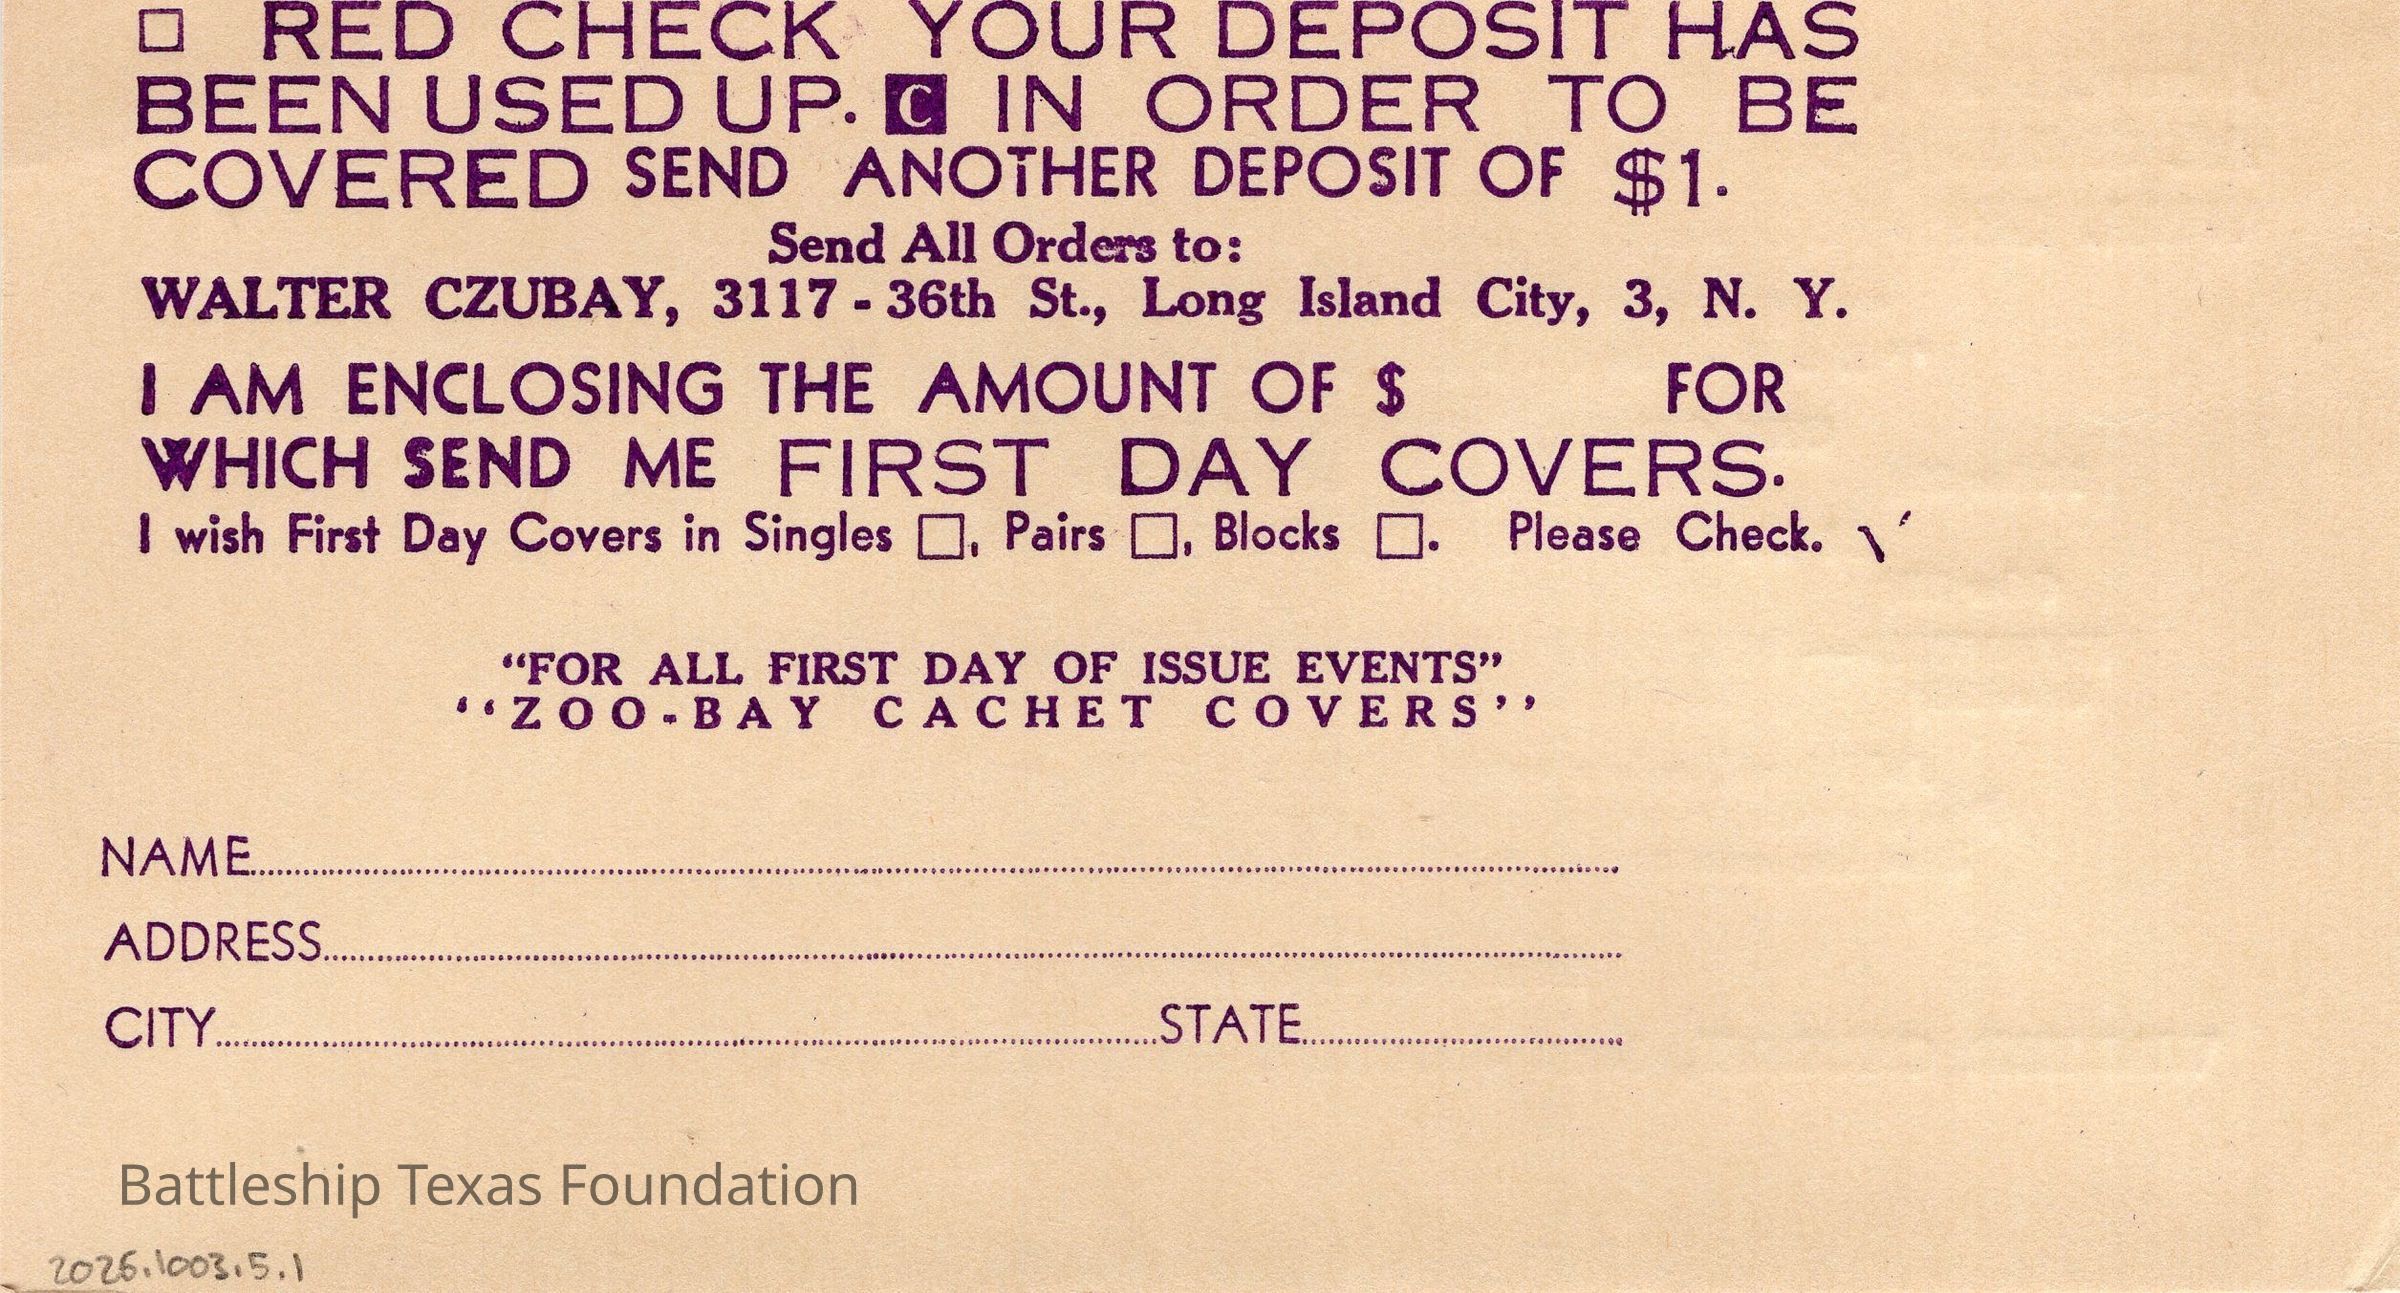 ☐ RED CHECK YOUR DEPOSIT HAS
BEEN USED UP. C IN ORDER TO BE
COVERED SEND ANOTHER DEPOSIT OF $1.
Send All Orders to:
WALTER CZUBAY, 3117 - 36th St., Long Island City, 3, N. Y.
I AM ENCLOSING THE AMOUNT OF $ FOR
WHICH SEND ME FIRST DAY COVERS.
I wish First Day Covers in Singles ☐, Pairs ☐, Blocks ☐. Please Check.
“FOR ALL FIRST DAY OF ISSUE EVENTS”
‘‘ZOO-BAY CACHET COVERS’’
NAME
ADDRESS
CITY STATE
Battleship Texas Foundation
2026.1003.5.1